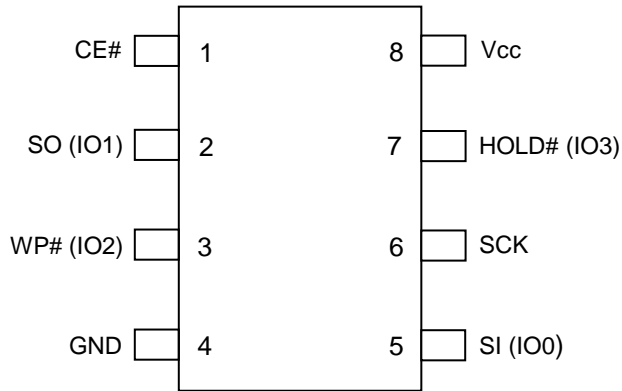 CE# 1 8 Vcc
SO (IO1) 2 7 HOLD# (IO3)
WP# (IO2) 3 6 SCK
GND 4 5 SI (IO0)